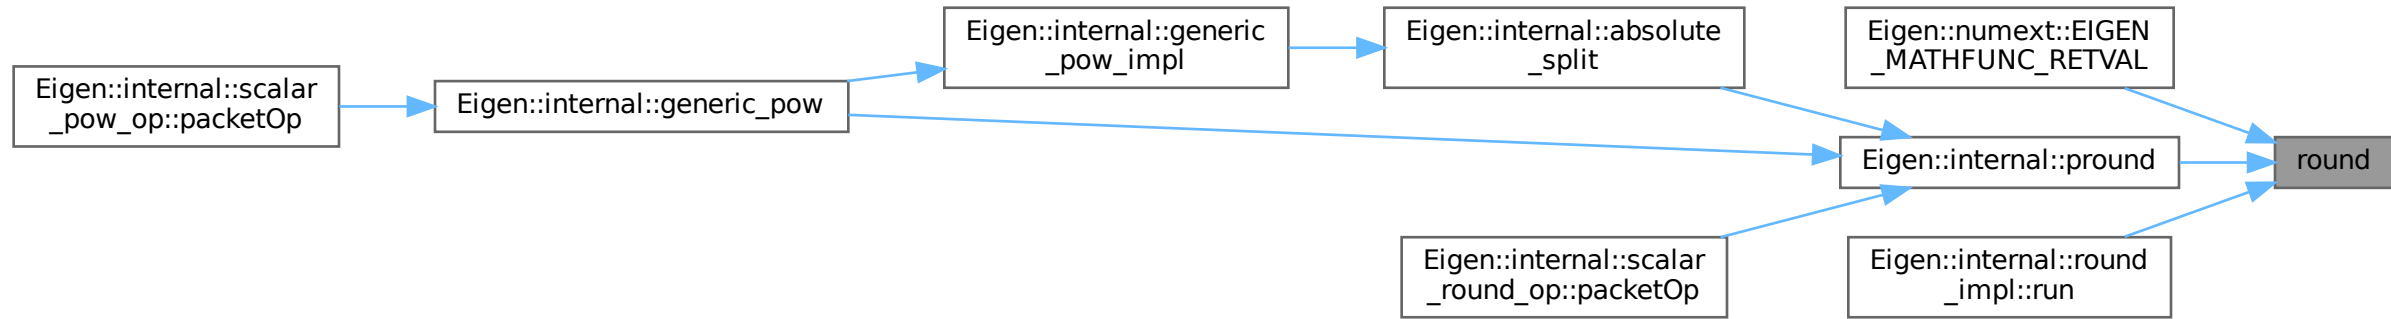 Eigen::internal::scalar
_pow_op::packetOp
Eigen::internal::generic_pow
Eigen::internal::generic
_pow_impl
Eigen::internal::absolute
_split
Eigen::numext::EIGEN
_MATHFUNC_RETVAL
Eigen::internal::pround
round
Eigen::internal::scalar
_round_op::packetOp
Eigen::internal::round
_impl::run